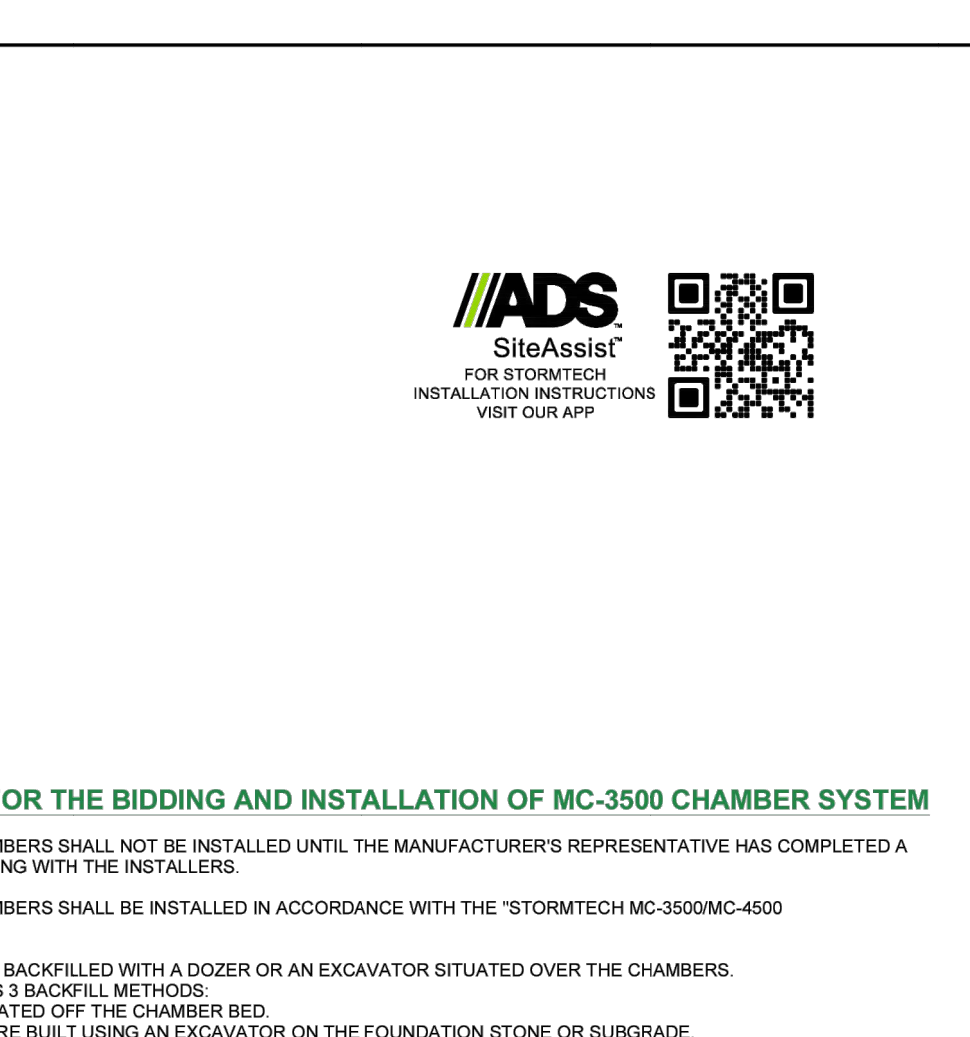 ADS™
SiteAssist™
FOR STORMTECH
INSTALLATION INSTRUCTIONS
VISIT OUR APP
OR THE BIDDING AND INSTALLATION OF MC-3500 CHAMBER SYSTEM
MBERS SHALL NOT BE INSTALLED UNTIL THE MANUFACTURER'S REPRESENTATIVE HAS COMPLETED A
NG WITH THE INSTALLERS.
MBERS SHALL BE INSTALLED IN ACCORDANCE WITH THE "STORMTECH MC-3500/MC-4500
BACKFILLED WITH A DOZER OR AN EXCAVATOR SITUATED OVER THE CHAMBERS.
S 3 BACKFILL METHODS:
ATED OFF THE CHAMBER BED.
RE BUILT USING AN EXCAVATOR ON THE FOUNDATION STONE OR SUBGRADE.